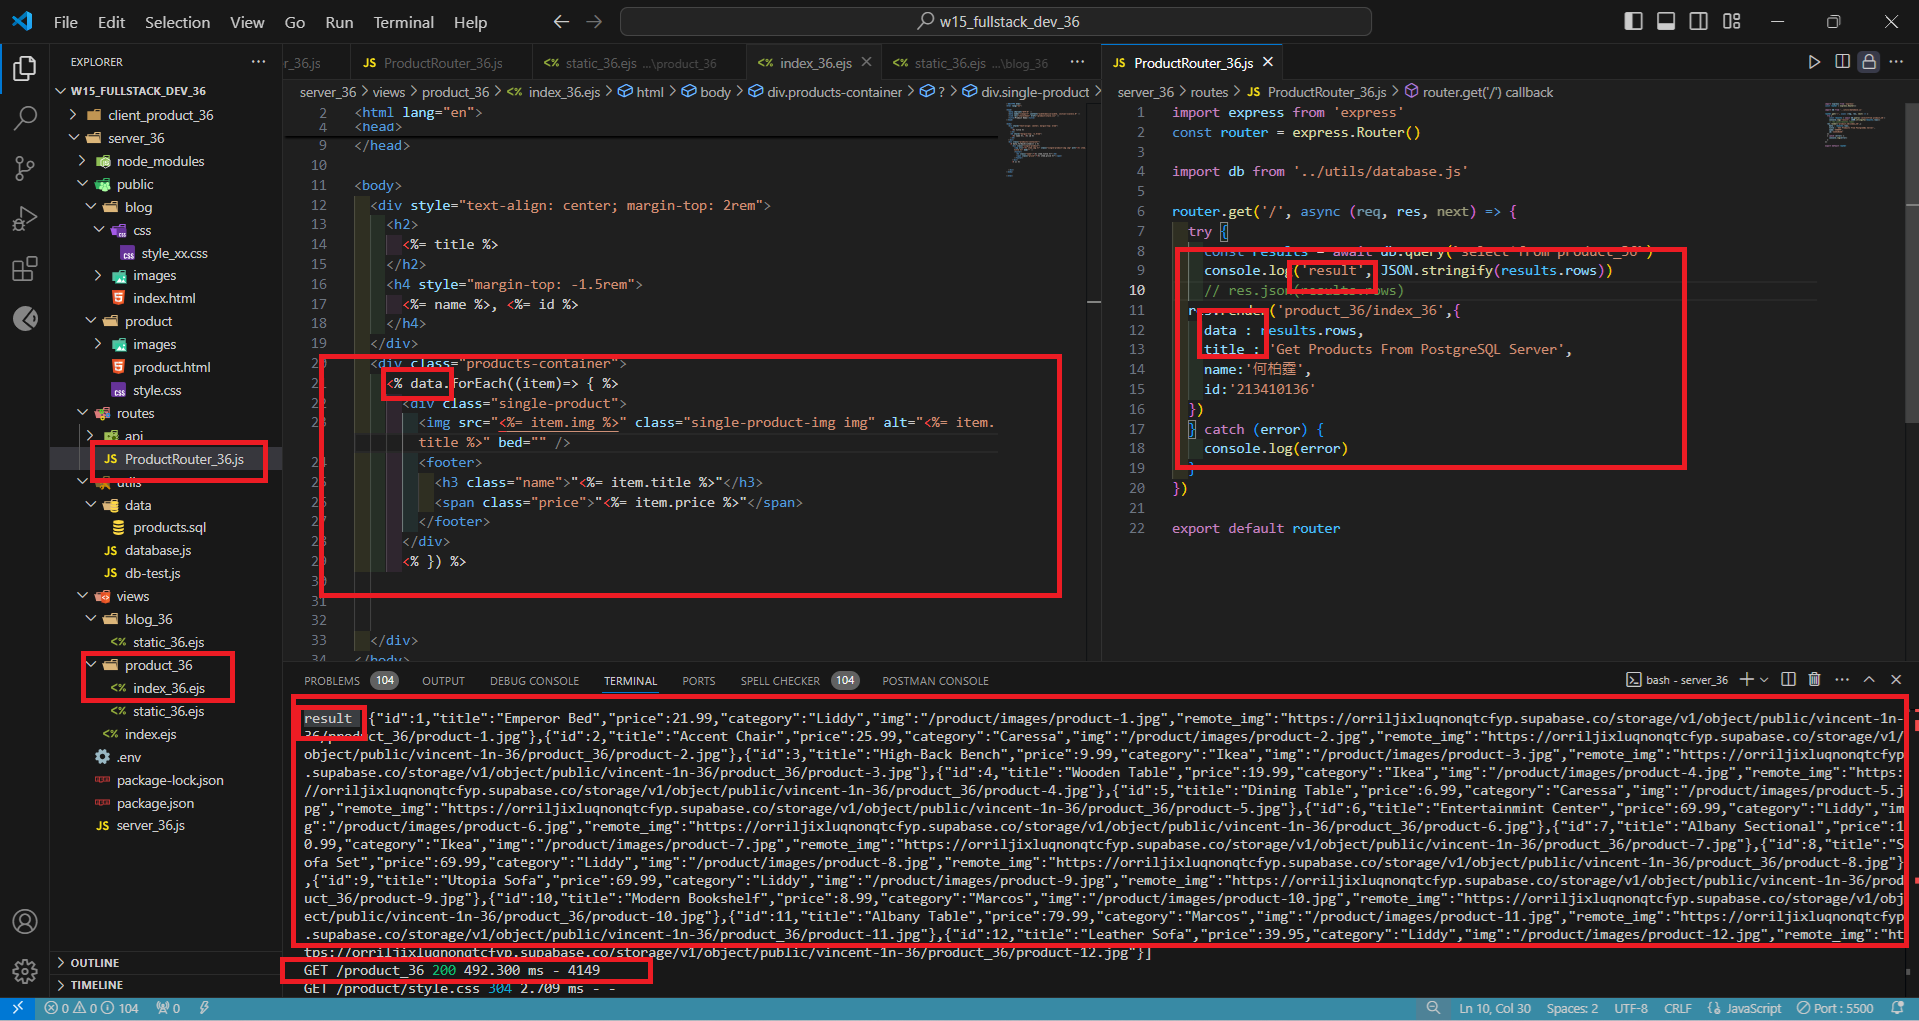 File Edit Selection View Go Run Terminal Help
w15_fullstack_dev_36
EXPLORER
W15_FULLSTACK_DEV_36
client_product_36
server_36
node_modules
public
blog
css
style_xx.css
images
index.html
product
images
product.html
style.css
routes
api
ProductRouter_36.js
utils
data
products.sql
database.js
db-test.js
views
blog_36
static_36.ejs
product_36
index_36.ejs
static_36.ejs
index.ejs
.env
package-lock.json
package.json
server_36.js
OUTLINE
TIMELINE
r_36.js
JS ProductRouter_36.js
<% static_36.ejs ...\product_36
<% index_36.ejs
<% static_36.ejs ...\blog_36
server_36 > views > product_36 > <% index_36.ejs > html > body > div.products-container > ? > div.single-product
2 <html lang="en">
4 <head>
9 </head>
10
11 <body>
12 <div style="text-align: center; margin-top: 2rem">
13 <h2>
14 <%= title %>
15 </h2>
16 <h4 style="margin-top: -1.5rem">
17 <%= name %>, <%= id %>
18 </h4>
19 </div>
20 <div class="products-container">
21 <% data.forEach((item)=> { %>
22 <div class="single-product">
23 <img src="<%= item.img %>" class="single-product-img img" alt="<%= item.
title %>" bed="" />
24 <footer>
25 <h3 class="name">"<%= item.title %>"</h3>
26 <span class="price">"<%= item.price %>"</span>
27 </footer>
28 </div>
29 <% }) %>
30
31
32
33 </div>
34 </body>
JS ProductRouter_36.js
server_36 > routes > JS ProductRouter_36.js > router.get('/') callback
1 import express from 'express'
2 const router = express.Router()
3
4 import db from '../utils/database.js'
5
6 router.get('/', async (req, res, next) => {
7 try {
8 const results = await db.query(`select from product_36`)
9 console.log('result', JSON.stringify(results.rows))
10 // res.json(results.rows)
11 res.render('product_36/index_36',{
12 data : results.rows,
13 title : 'Get Products From PostgreSQL Server',
14 name:'何柏霆',
15 id:'213410136'
16 })
17 } catch (error) {
18 console.log(error)
19 }
20 })
21
22 export default router
PROBLEMS 104 OUTPUT DEBUG CONSOLE TERMINAL PORTS SPELL CHECKER 104 POSTMAN CONSOLE
bash - server_36
result [{"id":1,"title":"Emperor Bed","price":21.99,"category":"Liddy","img":"/product/images/product-1.jpg","remote_img":"https://orriljixluqnonqtcfyp.supabase.co/storage/v1/object/public/vincent-1n-
36/product_36/product-1.jpg"},{"id":2,"title":"Accent Chair","price":25.99,"category":"Caressa","img":"/product/images/product-2.jpg","remote_img":"https://orriljixluqnonqtcfyp.supabase.co/storage/v1/
object/public/vincent-1n-36/product_36/product-2.jpg"},{"id":3,"title":"High-Back Bench","price":9.99,"category":"Ikea","img":"/product/images/product-3.jpg","remote_img":"https://orriljixluqnonqtcfyp
.supabase.co/storage/v1/object/public/vincent-1n-36/product_36/product-3.jpg"},{"id":4,"title":"Wooden Table","price":19.99,"category":"Ikea","img":"/product/images/product-4.jpg","remote_img":"https:
//orriljixluqnonqtcfyp.supabase.co/storage/v1/object/public/vincent-1n-36/product_36/product-4.jpg"},{"id":5,"title":"Dining Table","price":6.99,"category":"Caressa","img":"/product/images/product-5.j
pg","remote_img":"https://orriljixluqnonqtcfyp.supabase.co/storage/v1/object/public/vincent-1n-36/product_36/product-5.jpg"},{"id":6,"title":"Entertainmint Center","price":69.99,"category":"Liddy","im
g":"/product/images/product-6.jpg","remote_img":"https://orriljixluqnonqtcfyp.supabase.co/storage/v1/object/public/vincent-1n-36/product_36/product-6.jpg"},{"id":7,"title":"Albany Sectional","price":1
0.99,"category":"Ikea","img":"/product/images/product-7.jpg","remote_img":"https://orriljixluqnonqtcfyp.supabase.co/storage/v1/object/public/vincent-1n-36/product_36/product-7.jpg"},{"id":8,"title":"S
ofa Set","price":69.99,"category":"Liddy","img":"/product/images/product-8.jpg","remote_img":"https://orriljixluqnonqtcfyp.supabase.co/storage/v1/object/public/vincent-1n-36/product_36/product-8.jpg"}
,{"id":9,"title":"Utopia Sofa","price":69.99,"category":"Liddy","img":"/product/images/product-9.jpg","remote_img":"https://orriljixluqnonqtcfyp.supabase.co/storage/v1/object/public/vincent-1n-36/prod
uct_36/product-9.jpg"},{"id":10,"title":"Modern Bookshelf","price":8.99,"category":"Marcos","img":"/product/images/product-10.jpg","remote_img":"https://orriljixluqnonqtcfyp.supabase.co/storage/v1/obj
ect/public/vincent-1n-36/product_36/product-10.jpg"},{"id":11,"title":"Albany Table","price":79.99,"category":"Marcos","img":"/product/images/product-11.jpg","remote_img":"https://orriljixluqnonqtcfyp
.supabase.co/storage/v1/object/public/vincent-1n-36/product_36/product-11.jpg"},{"id":12,"title":"Leather Sofa","price":39.95,"category":"Liddy","img":"/product/images/product-12.jpg","remote_img":"ht
tps://orriljixluqnonqtcfyp.supabase.co/storage/v1/object/public/vincent-1n-36/product_36/product-12.jpg"}]
GET /product_36 200 492.300 ms - 4149
GET /product/style.css 304 2.709 ms - -
0 0 104 0 Ln 10, Col 30 Spaces: 2 UTF-8 CRLF {} JavaScript Port : 5500